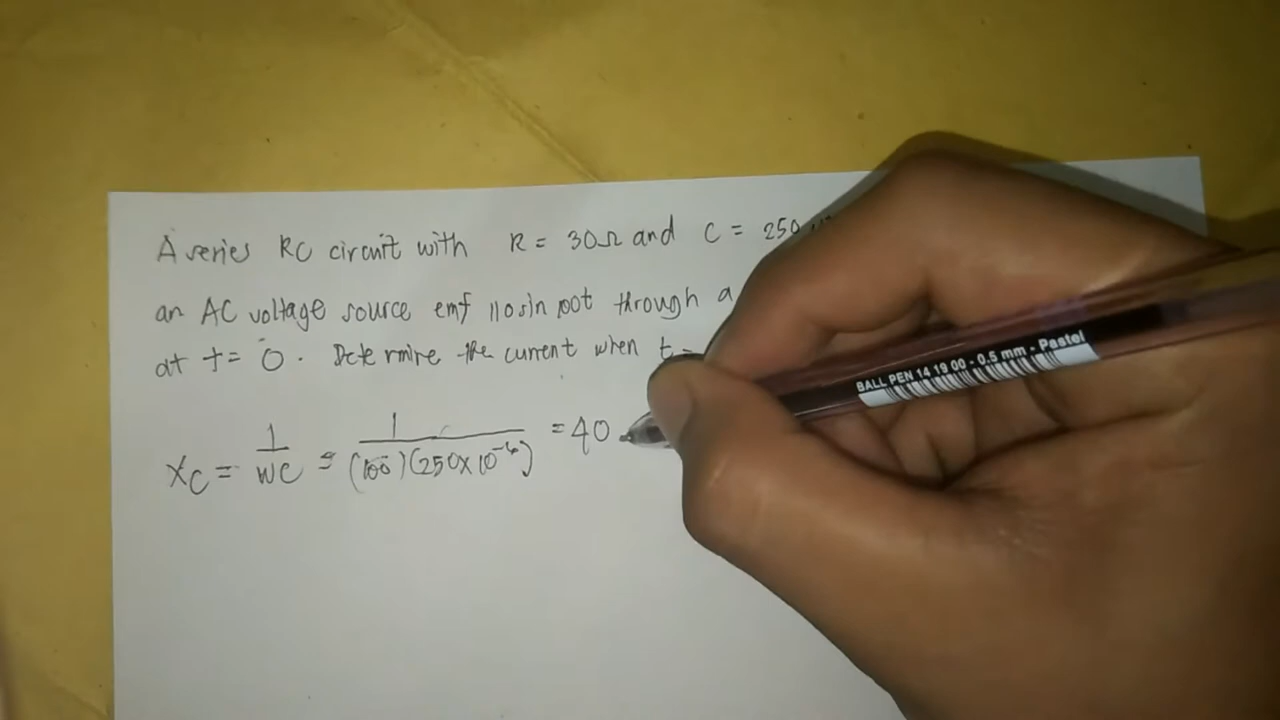 A series RC circuit with R = 30Ω and C = 250
an AC voltage source emf 110 sin 100t through a
at t = 0. Determine the current when t =
Xc = 1/WC = 1/(100)(250x10^-6) = 40
BALL PEN 14 19 00 - 0.5 mm - Pastel